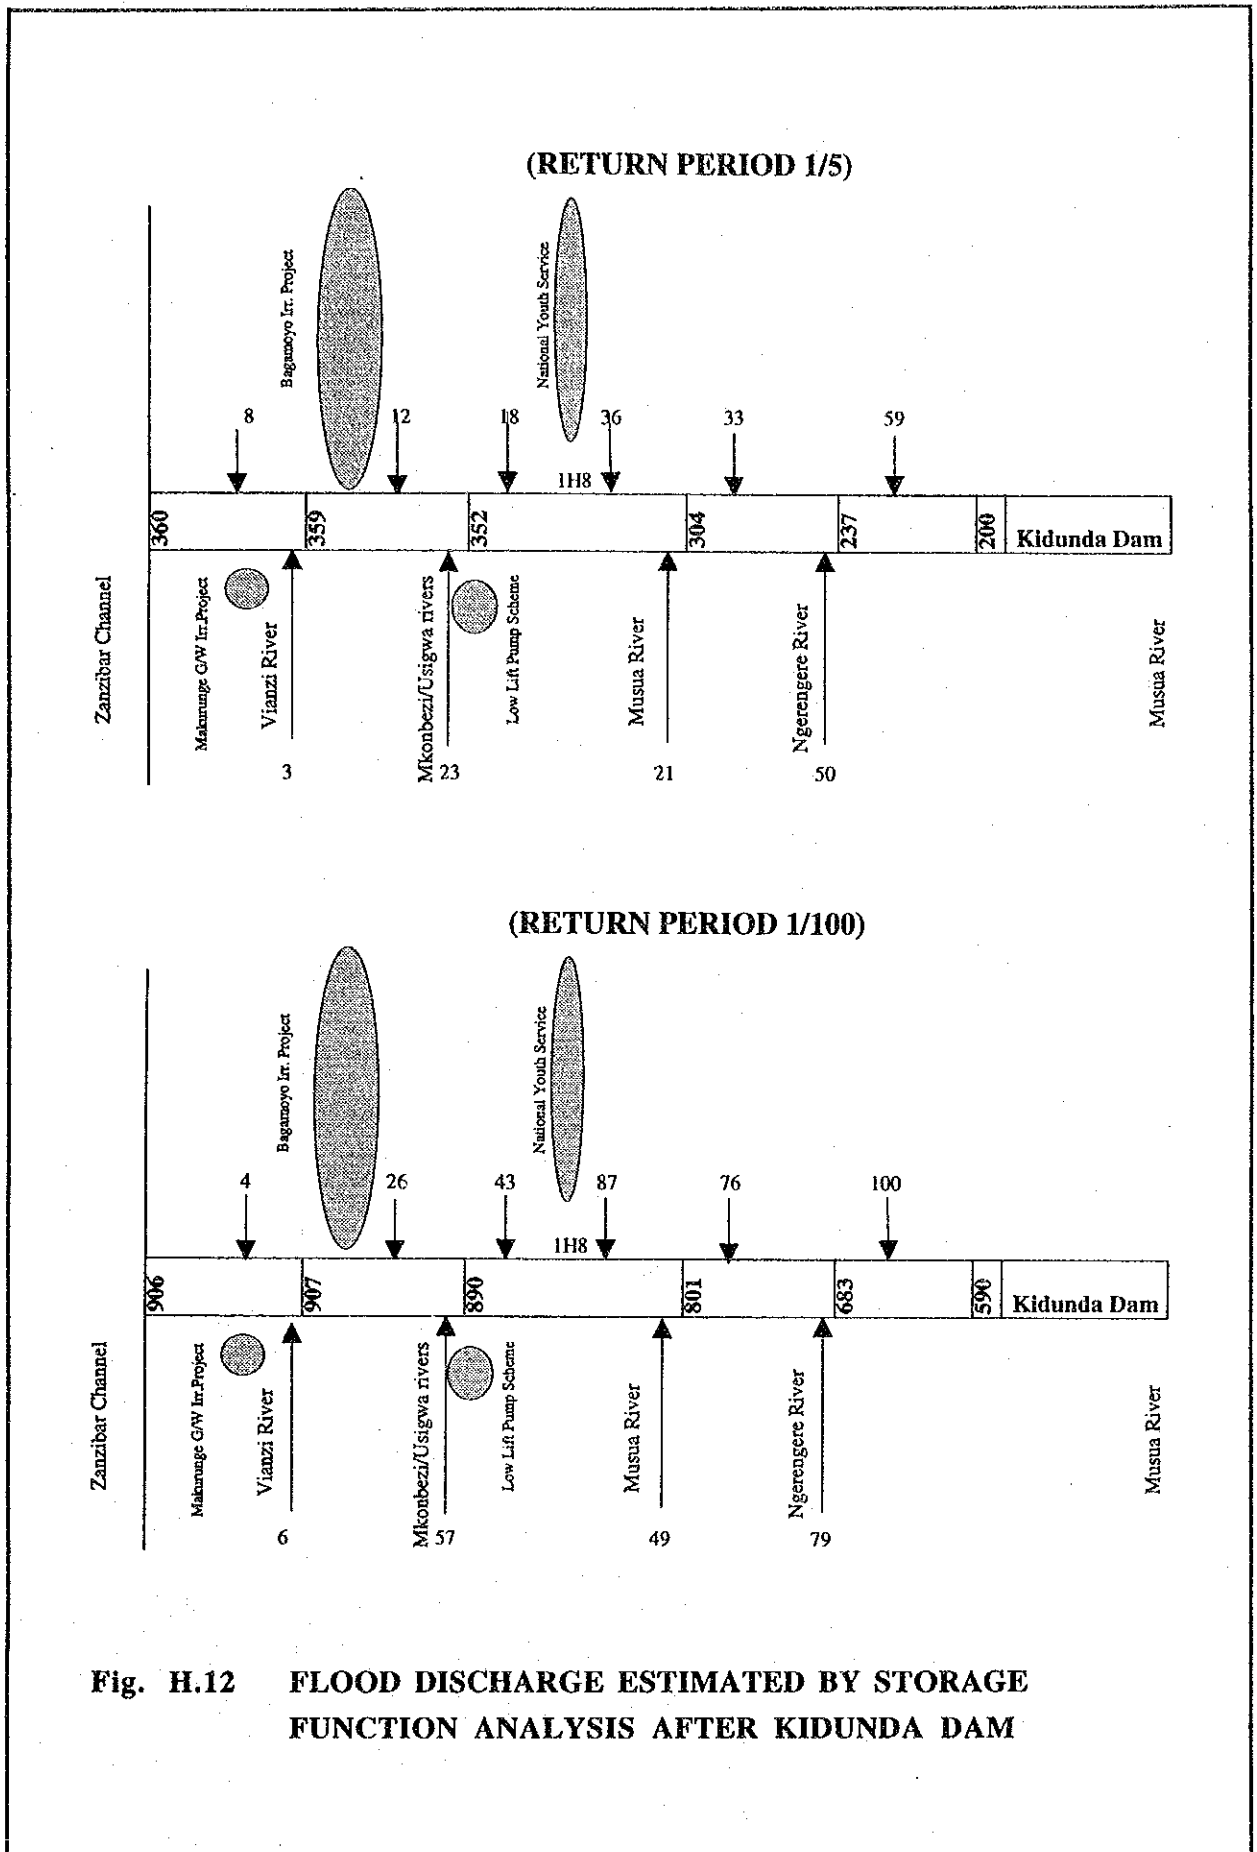 (RETURN PERIOD 1/5)
Bagamoyo Irr. Project
National Youth Service
8
12
18
36
33
59
1H8
360
359
352
304
237
200
Kidunda Dam
Zanzibar Channel
Makurunge G/W Irr.Project
Vianzi River
Mkonbezi/Usigwa rivers
Low Lift Pump Scheme
Musua River
Ngerengere River
Musua River
3
23
21
50
(RETURN PERIOD 1/100)
Bagamoyo Irr. Project
National Youth Service
4
26
43
87
76
100
1H8
906
907
890
801
683
590
Kidunda Dam
Zanzibar Channel
Makurunge G/W Irr.Project
Vianzi River
Mkonbezi/Usigwa rivers
Low Lift Pump Scheme
Musua River
Ngerengere River
Musua River
6
57
49
79
Fig. H.12 FLOOD DISCHARGE ESTIMATED BY STORAGE
FUNCTION ANALYSIS AFTER KIDUNDA DAM